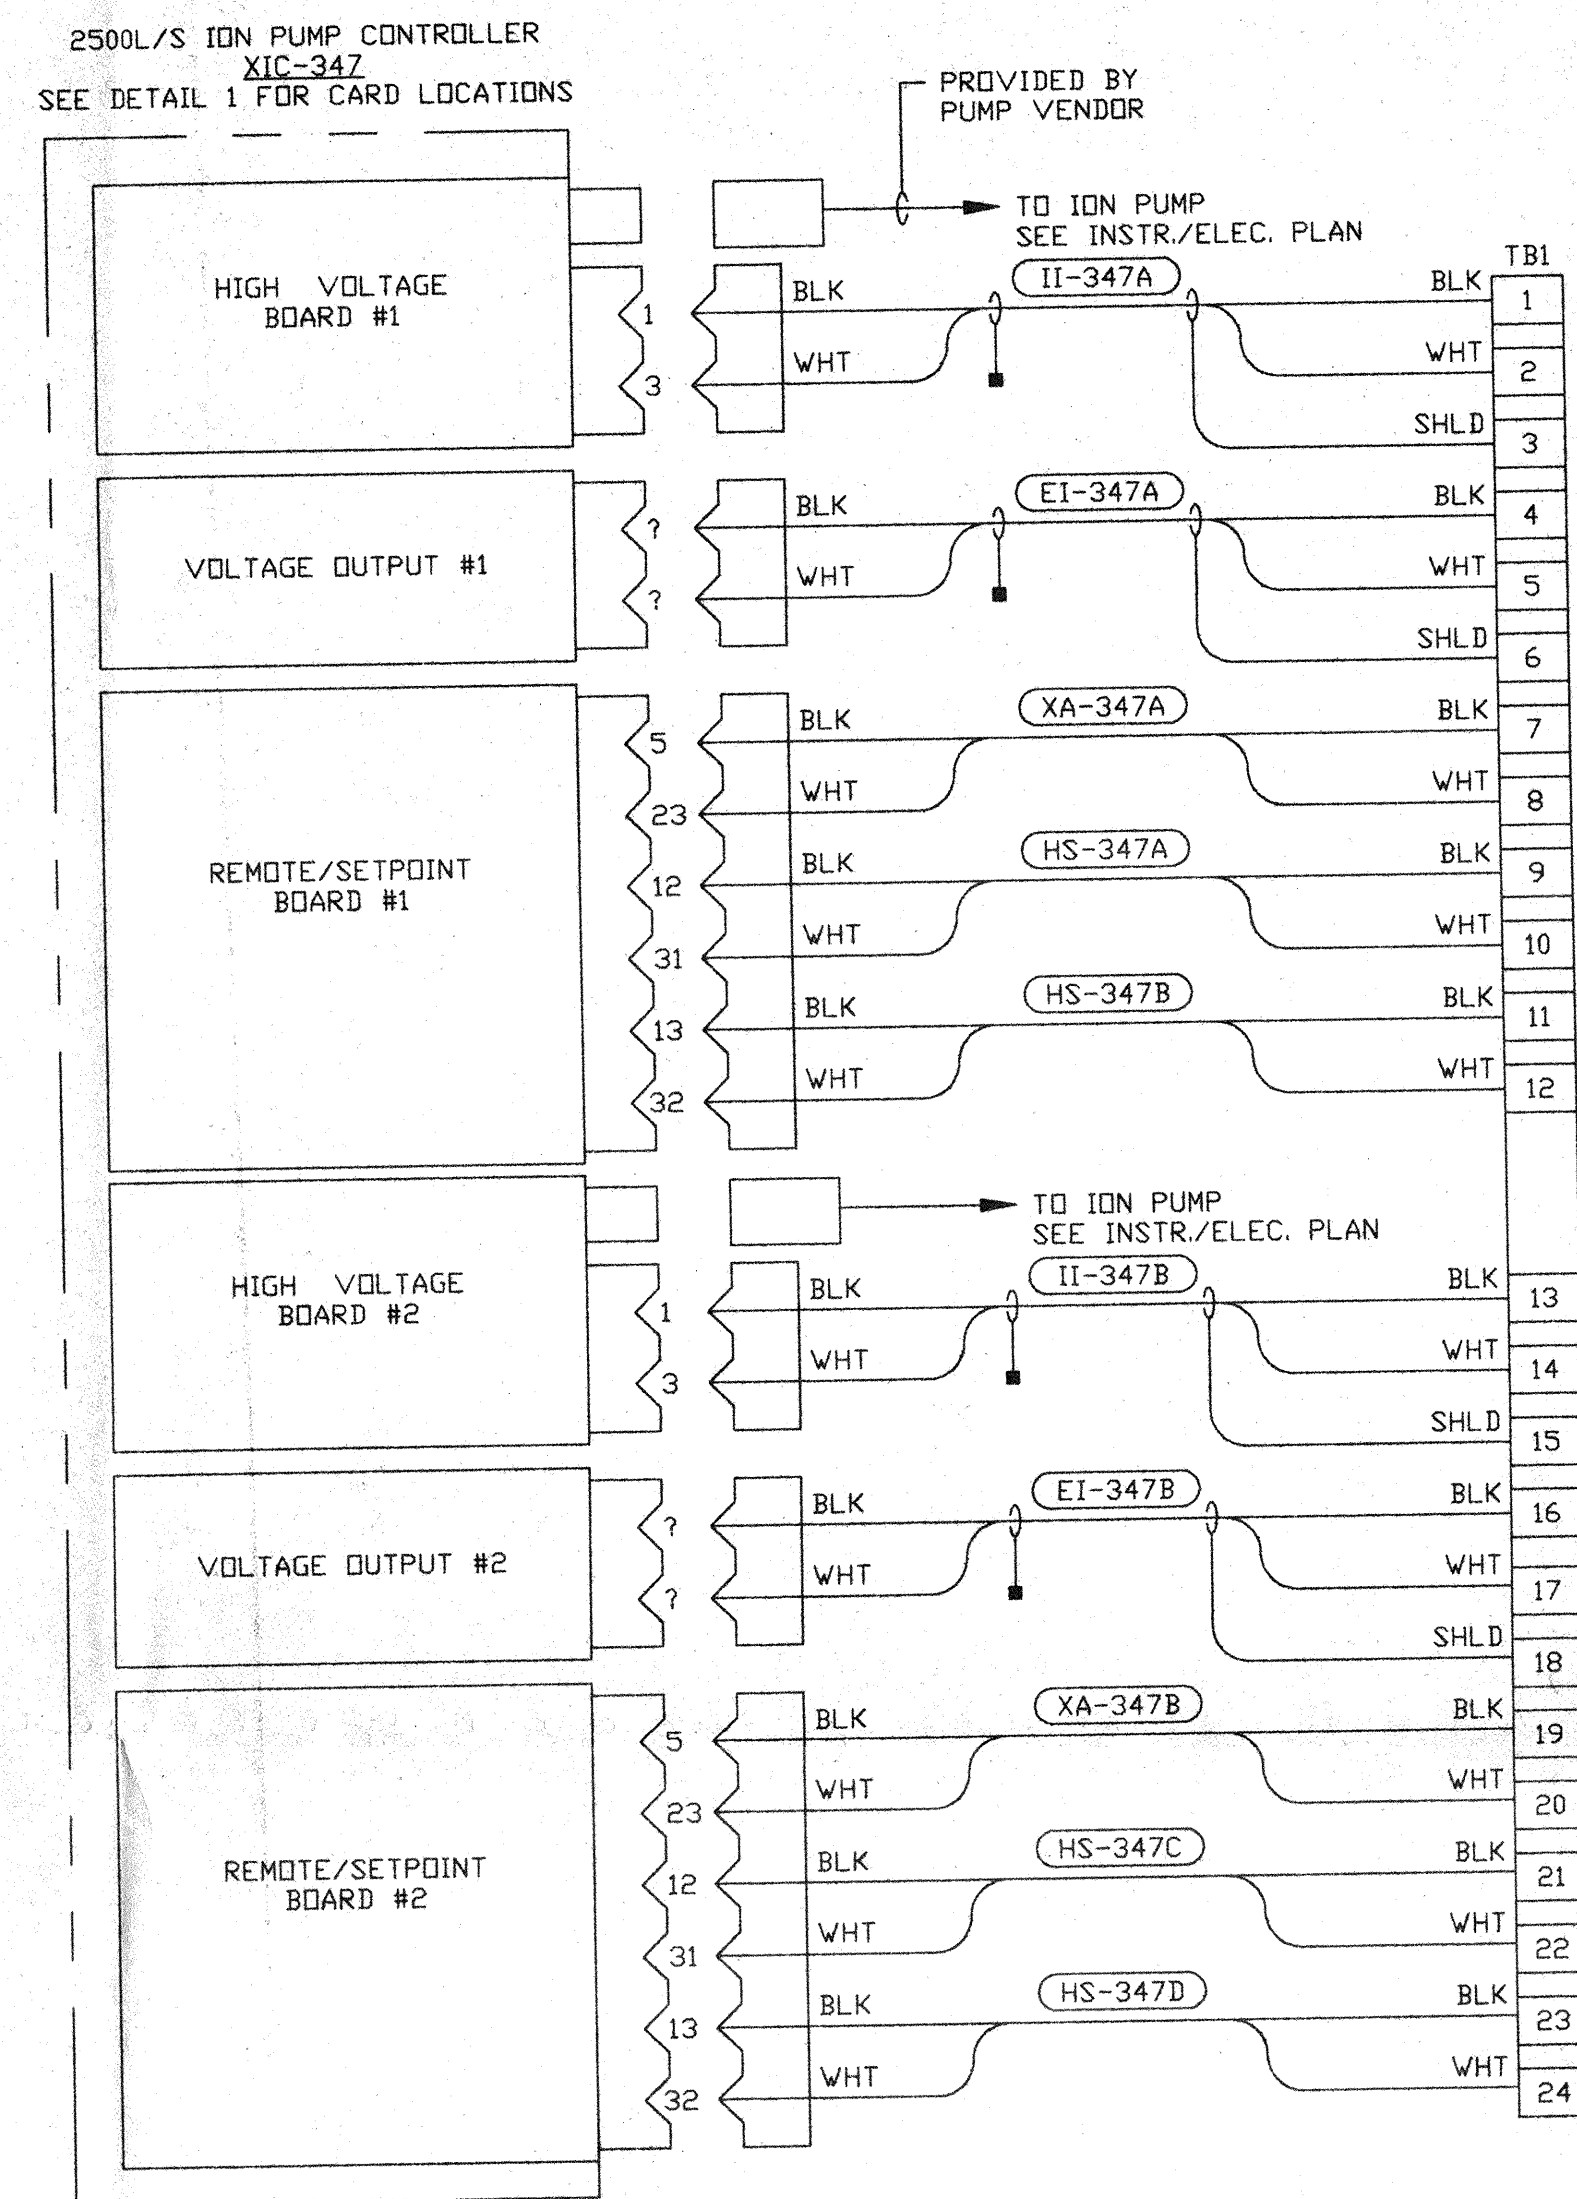 2500L/S ION PUMP CONTROLLER
XIC-347
SEE DETAIL 1 FOR CARD LOCATIONS
PROVIDED BY
PUMP VENDOR
TO ION PUMP
SEE INSTR./ELEC. PLAN
TB1
HIGH VOLTAGE
BOARD #1
1 BLK II-347A BLK 1
3 WHT WHT 2
SHLD 3
VOLTAGE OUTPUT #1
? BLK EI-347A BLK 4
? WHT WHT 5
SHLD 6
REMOTE/SETPOINT
BOARD #1
5 BLK XA-347A BLK 7
23 WHT WHT 8
12 BLK HS-347A BLK 9
31 WHT WHT 10
13 BLK HS-347B BLK 11
32 WHT WHT 12
TO ION PUMP
SEE INSTR./ELEC. PLAN
HIGH VOLTAGE
BOARD #2
1 BLK II-347B BLK 13
3 WHT WHT 14
SHLD 15
VOLTAGE OUTPUT #2
? BLK EI-347B BLK 16
? WHT WHT 17
SHLD 18
REMOTE/SETPOINT
BOARD #2
5 BLK XA-347B BLK 19
23 WHT WHT 20
12 BLK HS-347C BLK 21
31 WHT WHT 22
13 BLK HS-347D BLK 23
32 WHT WHT 24